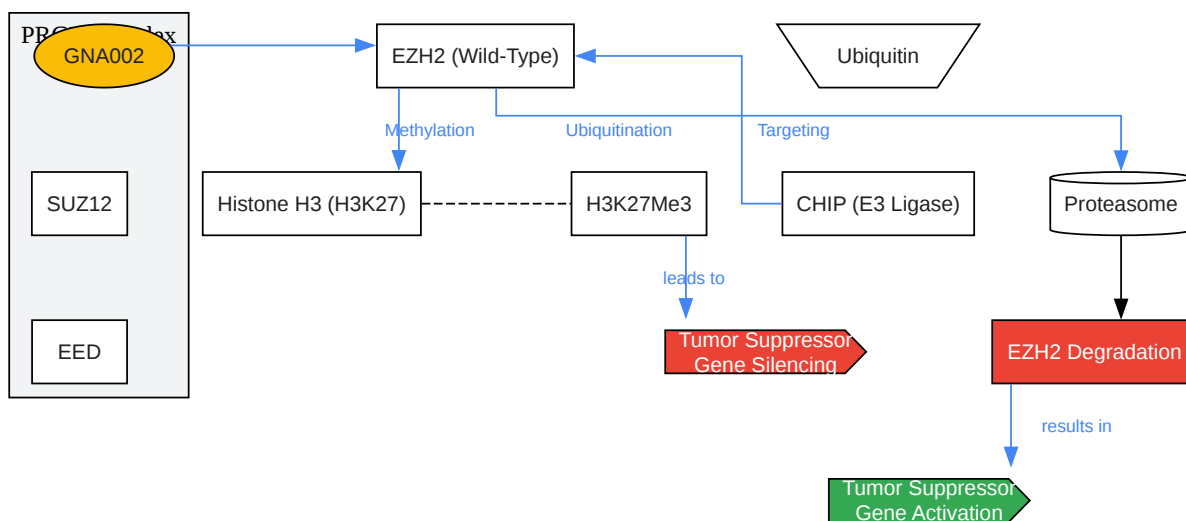 GNA002
EZH2 (Wild-Type)
Ubiquitin
Methylation
Ubiquitination
Targeting
SUZ12
Histone H3 (H3K27)
H3K27Me3
CHIP (E3 Ligase)
Proteasome
leads to
Tumor Suppressor
Gene Silencing
EED
EZH2 Degradation
results in
Tumor Suppressor
Gene Activation